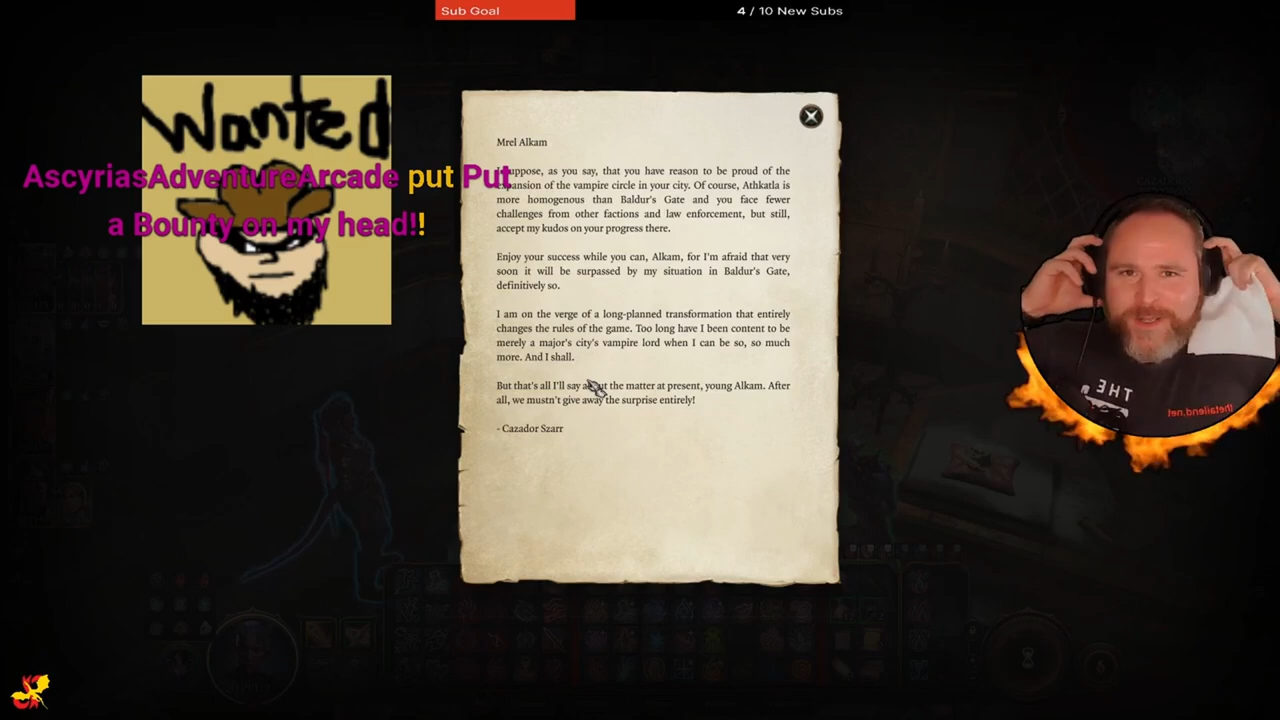 Sub Goal
4 / 10 New Subs
Wanted
AscyriasAdventureArcade put Put
a Bounty on my head!!
Mrel Alkam
suppose, as you say, that you have reason to be proud of the
expansion of the vampire circle in your city. Of course, Athkatla is
more homogenous than Baldur's Gate and you face fewer
challenges from other factions and law enforcement, but still,
accept my kudos on your progress there.
Enjoy your success while you can, Alkam, for I'm afraid that very
soon it will be surpassed by my situation in Baldur's Gate,
definitively so.
I am on the verge of a long-planned transformation that entirely
changes the rules of the game. Too long have I been content to be
merely a major's city's vampire lord when I can be so, so much
more. And I shall.
But that's all I'll say about the matter at present, young Alkam. After
all, we mustn't give away the surprise entirely!
- Cazador Szarr
THE
thetailend.net